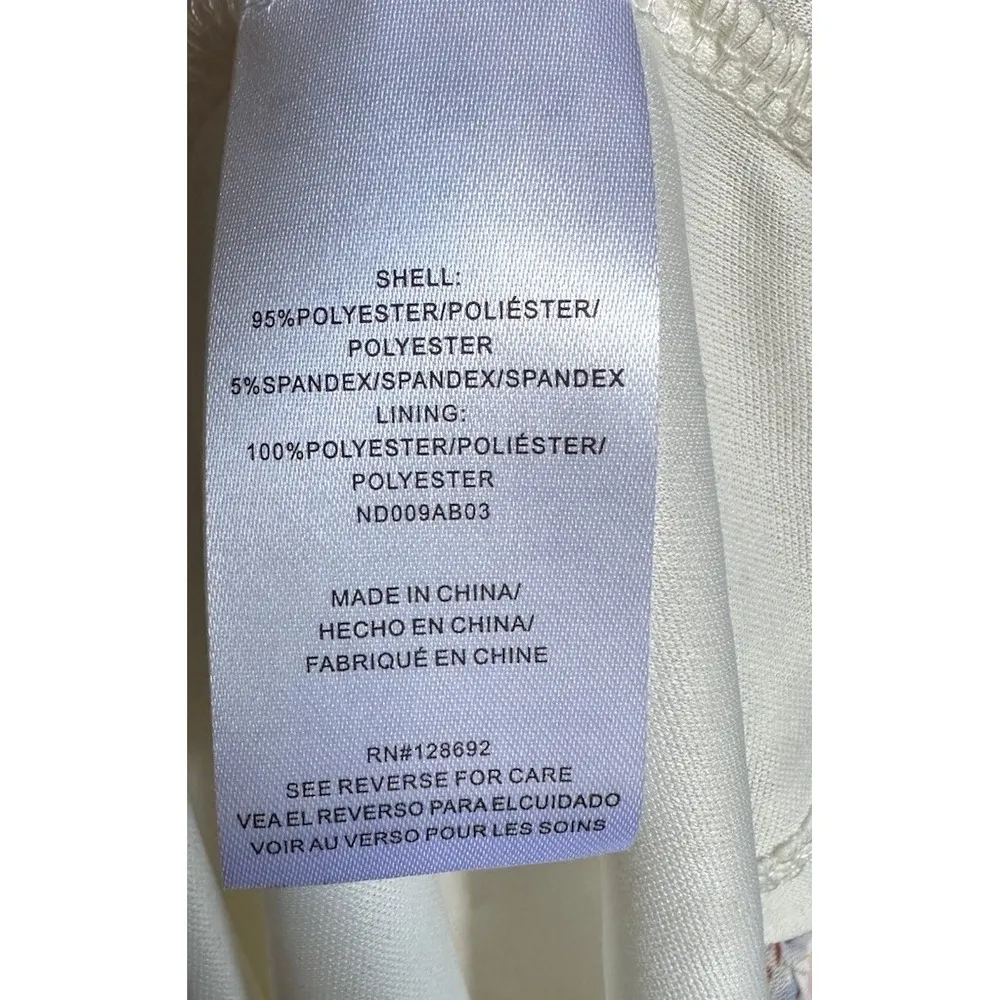 SHELL:
95%POLYESTER/POLIÉSTER/
POLYESTER
5%SPANDEX/SPANDEX/SPANDEX
LINING:
100%POLYESTER/POLIÉSTER/
POLYESTER
ND009AB03
MADE IN CHINA/
HECHO EN CHINA/
FABRIQUÉ EN CHINE
RN#128692
SEE REVERSE FOR CARE
VEA EL REVERSO PARA ELCUIDADO
VOIR AU VERSO POUR LES SOINS